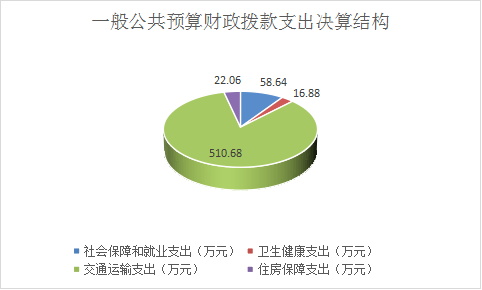 一般公共预算财政拨款支出决算结构
22.06
58.64
16.88
510.68
社会保障和就业支出（万元） 卫生健康支出（万元）
交通运输支出（万元） 住房保障支出（万元）